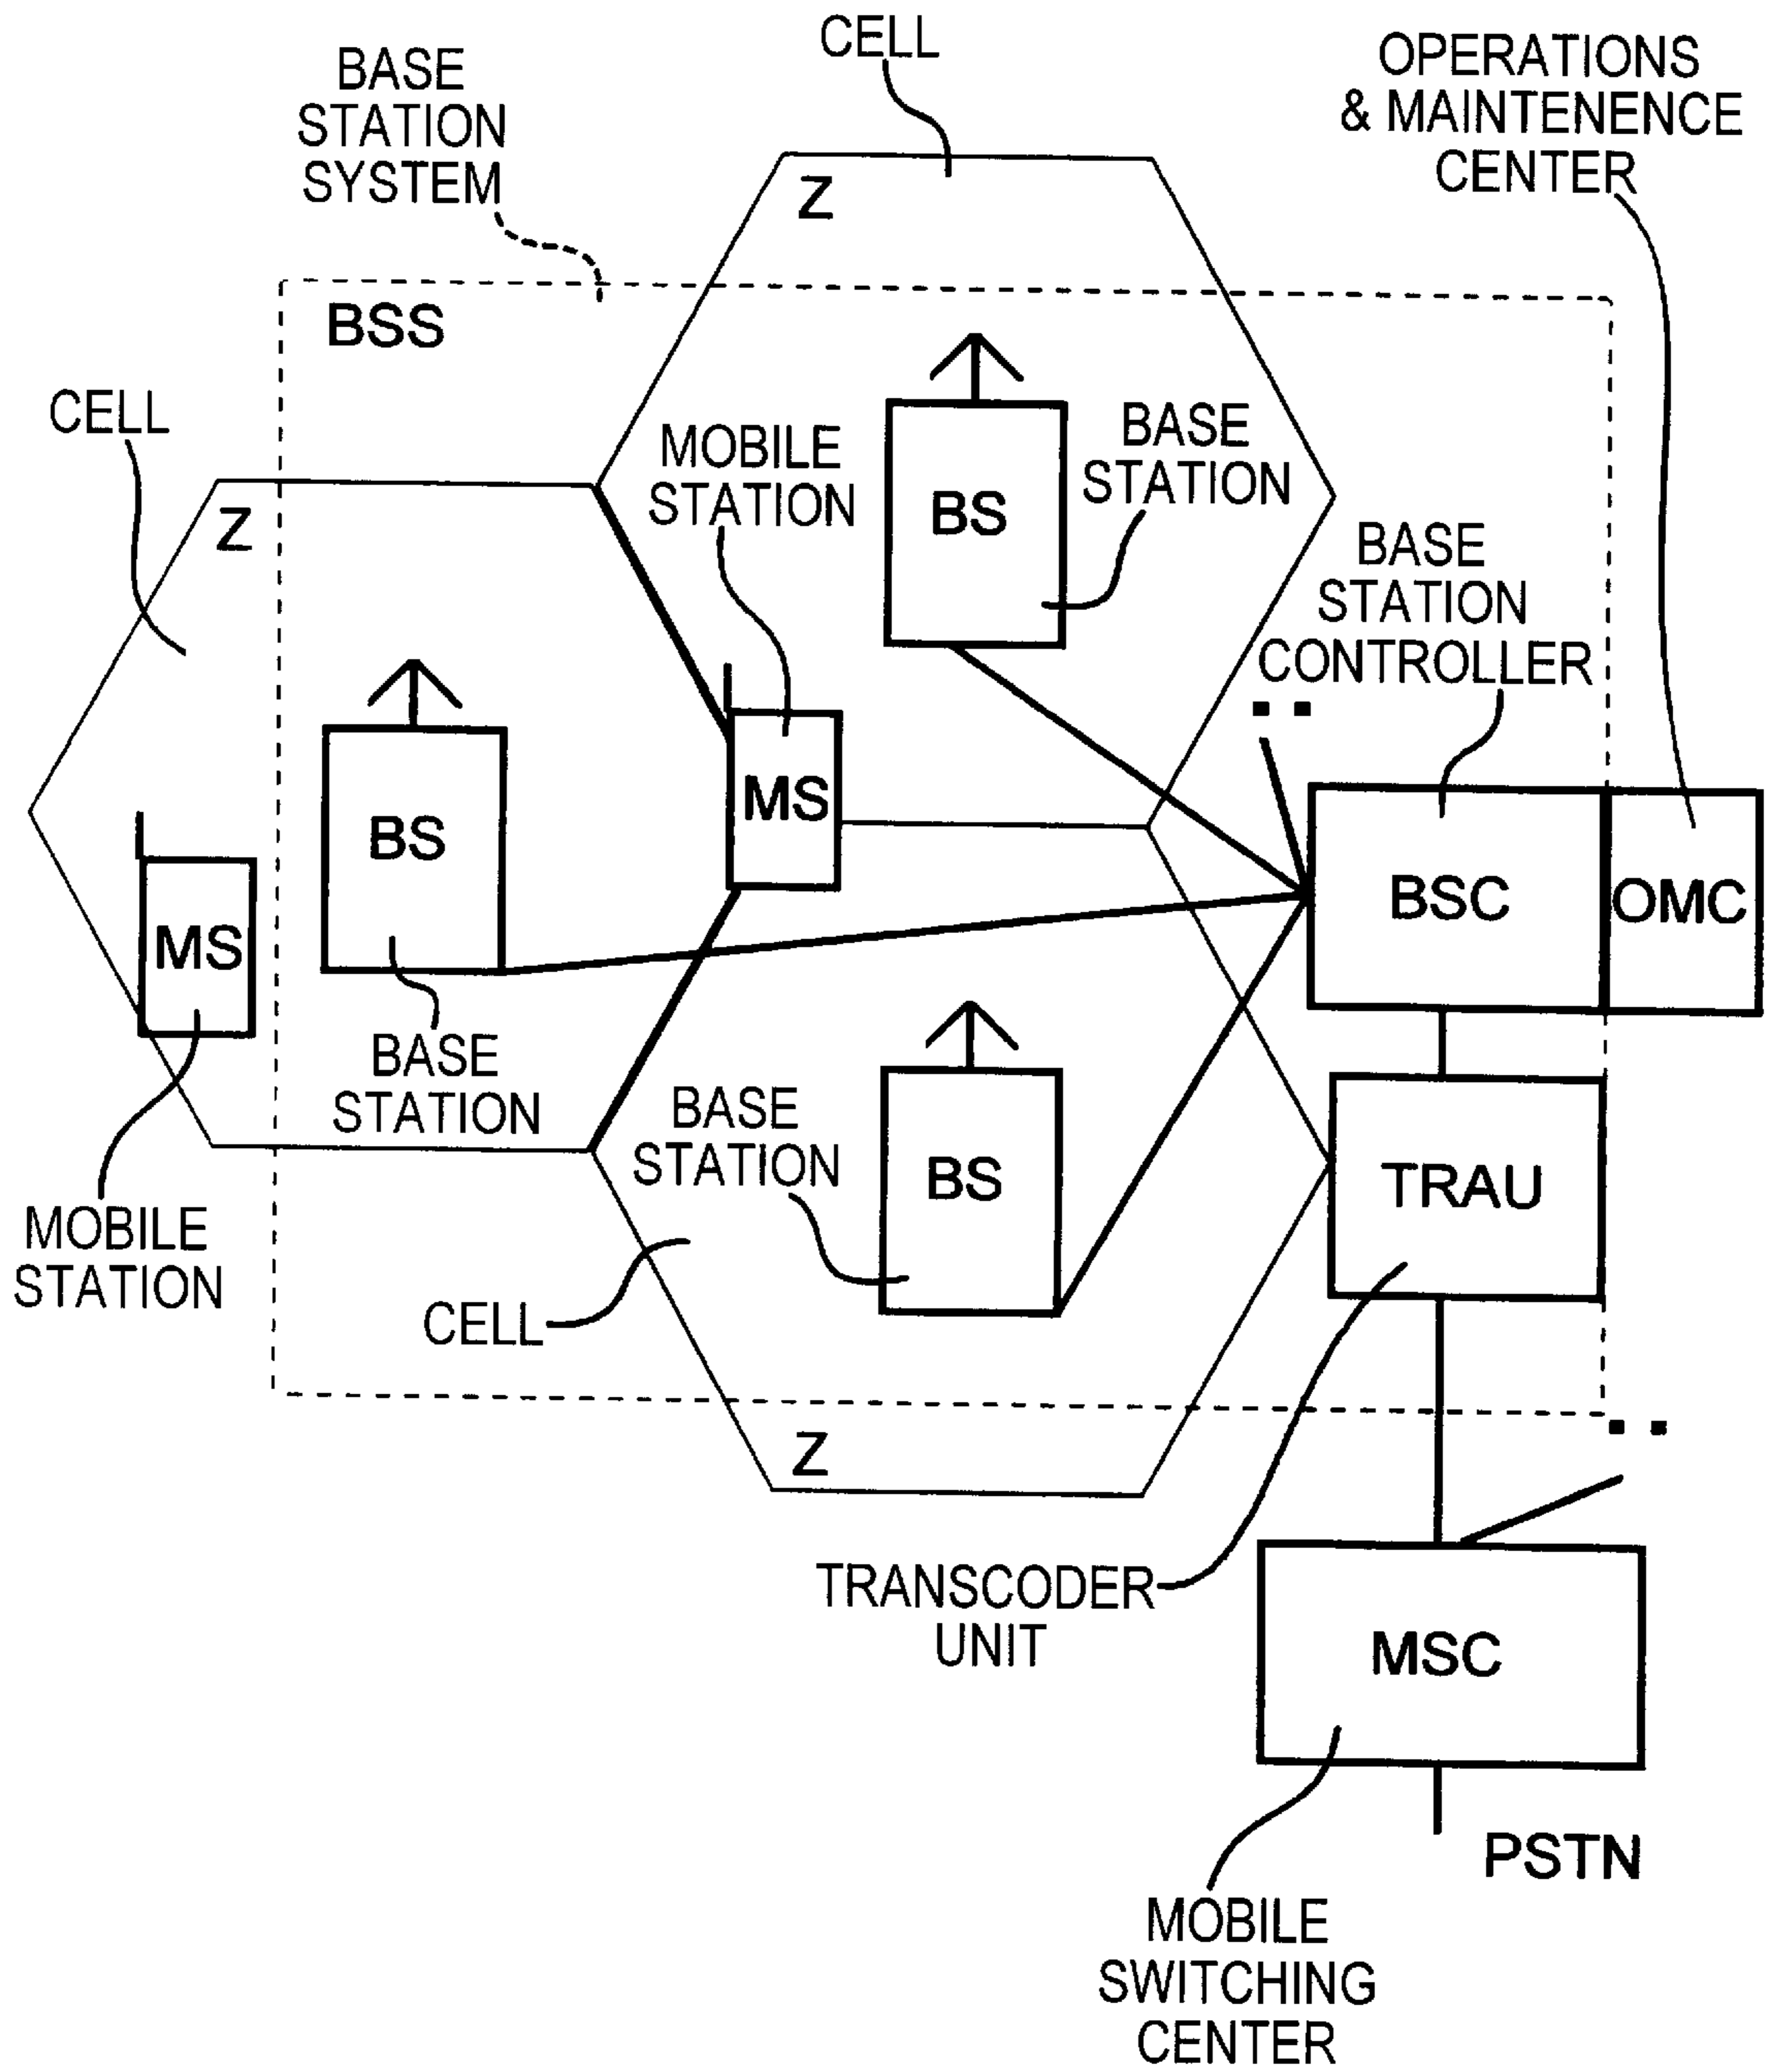 CELL
BASE
STATION
SYSTEM
OPERATIONS
& MAINTENENCE
CENTER
Z
BSS
CELL
Z
MOBILE
STATION
BS
BASE
STATION
BASE
STATION
CONTROLLER
BS
MS
MS
BSC
OMC
BASE
STATION
BASE
STATION
BS
TRAU
MOBILE
STATION
CELL
Z
TRANSCODER
UNIT
MSC
PSTN
MOBILE
SWITCHING
CENTER